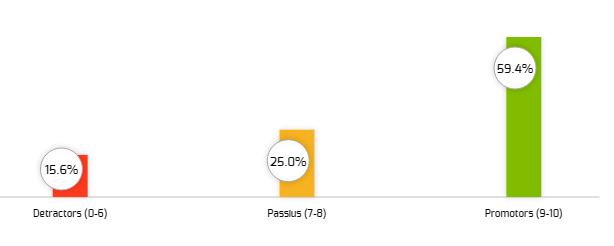 59.4%
25.0%
15.6%
Detractors (0-6) Passius (7-8) Promotors (9-10)